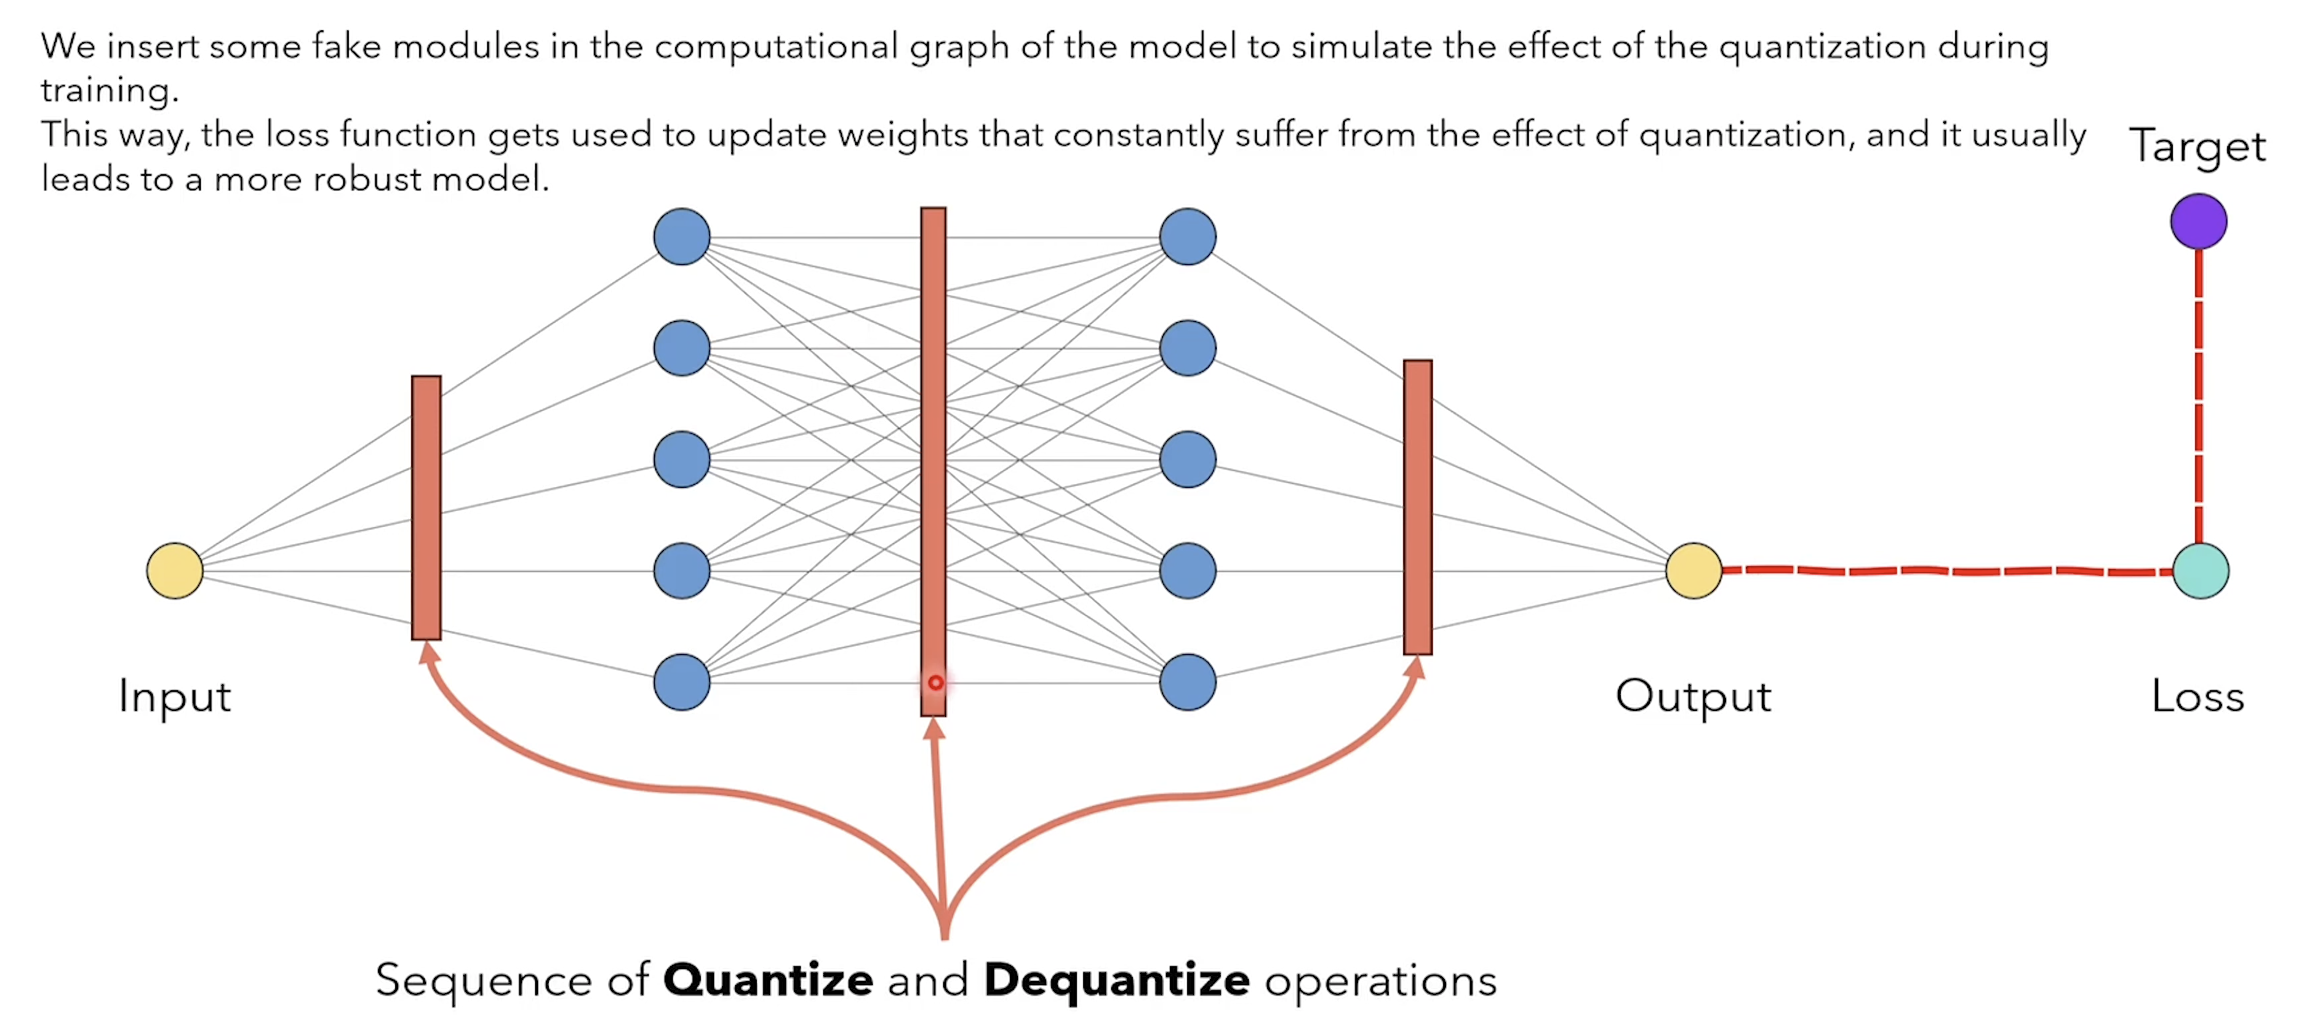 We insert some fake modules in the computational graph of the model to simulate the effect of the quantization during
training.
This way, the loss function gets used to update weights that constantly suffer from the effect of quantization, and it usually
leads to a more robust model.
Target
Input
Output
Loss
Sequence of Quantize and Dequantize operations